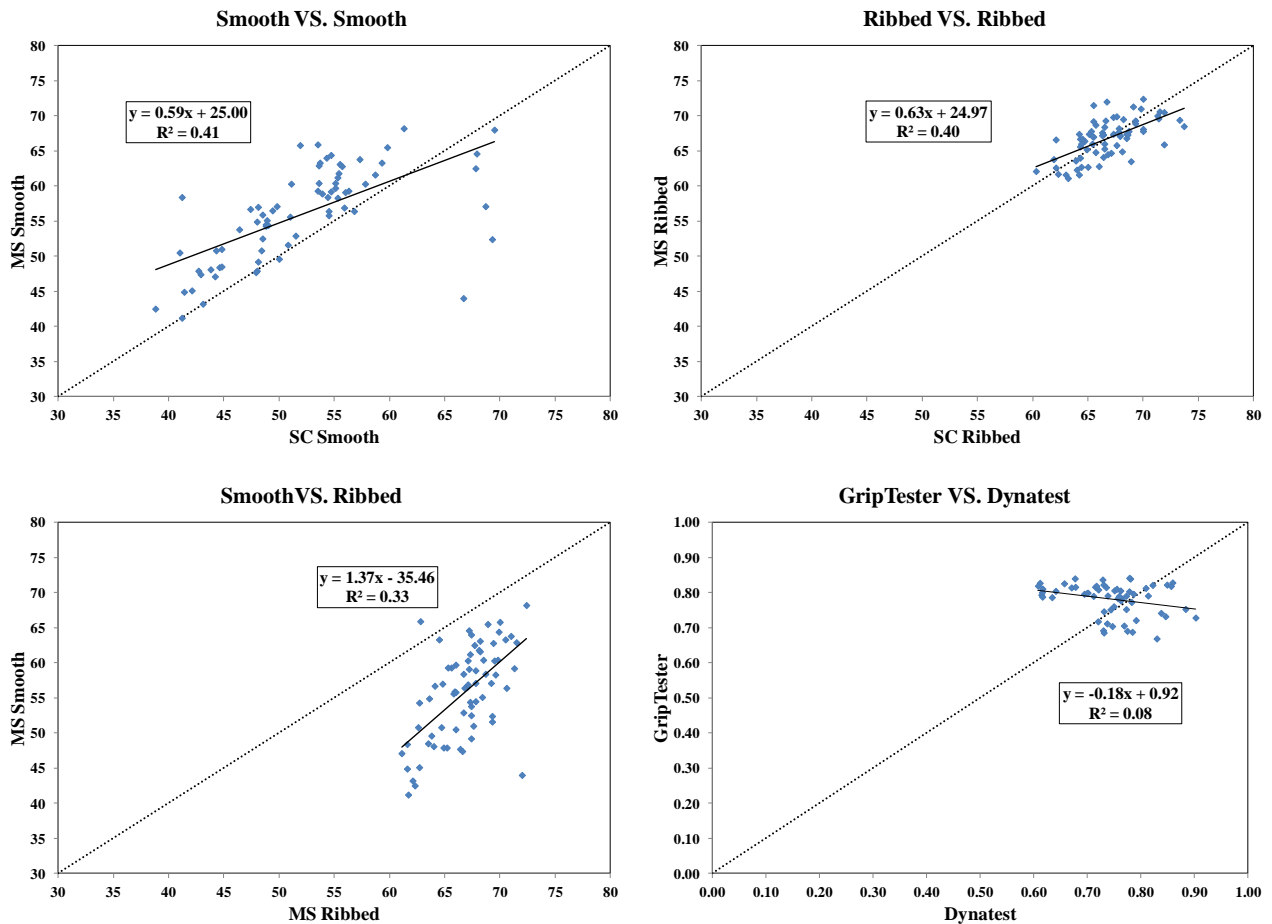 Smooth VS. Smooth
80
75
70
65
60
55
50
45
40
35
30
MS Smooth
y = 0.59x + 25.00
R² = 0.41
30 35 40 45 50 55 60 65 70 75 80
SC Smooth
Ribbed VS. Ribbed
80
75
70
65
60
55
50
45
40
35
30
MS Ribbed
y = 0.63x + 24.97
R² = 0.40
30 35 40 45 50 55 60 65 70 75 80
SC Ribbed
Smooth VS. Ribbed
80
75
70
65
60
55
50
45
40
35
30
MS Smooth
y = 1.37x - 35.46
R² = 0.33
30 35 40 45 50 55 60 65 70 75 80
MS Ribbed
GripTester VS. Dynatest
1.00
0.90
0.80
0.70
0.60
0.50
0.40
0.30
0.20
0.10
0.00
GripTester
y = -0.18x + 0.92
R² = 0.08
0.00 0.10 0.20 0.30 0.40 0.50 0.60 0.70 0.80 0.90 1.00
Dynatest